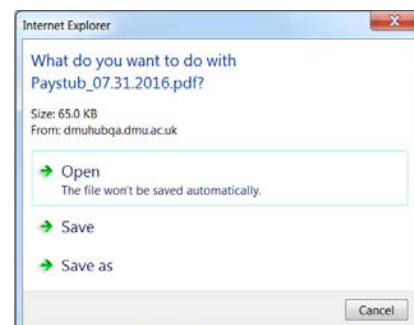 Internet Explorer
What do you want to do with
Paystub_07.31.2016.pdf?
Size: 65.0 KB
From: dmuhubqa.dmu.ac.uk
Open
The file won't be saved automatically.
Save
Save as
Cancel